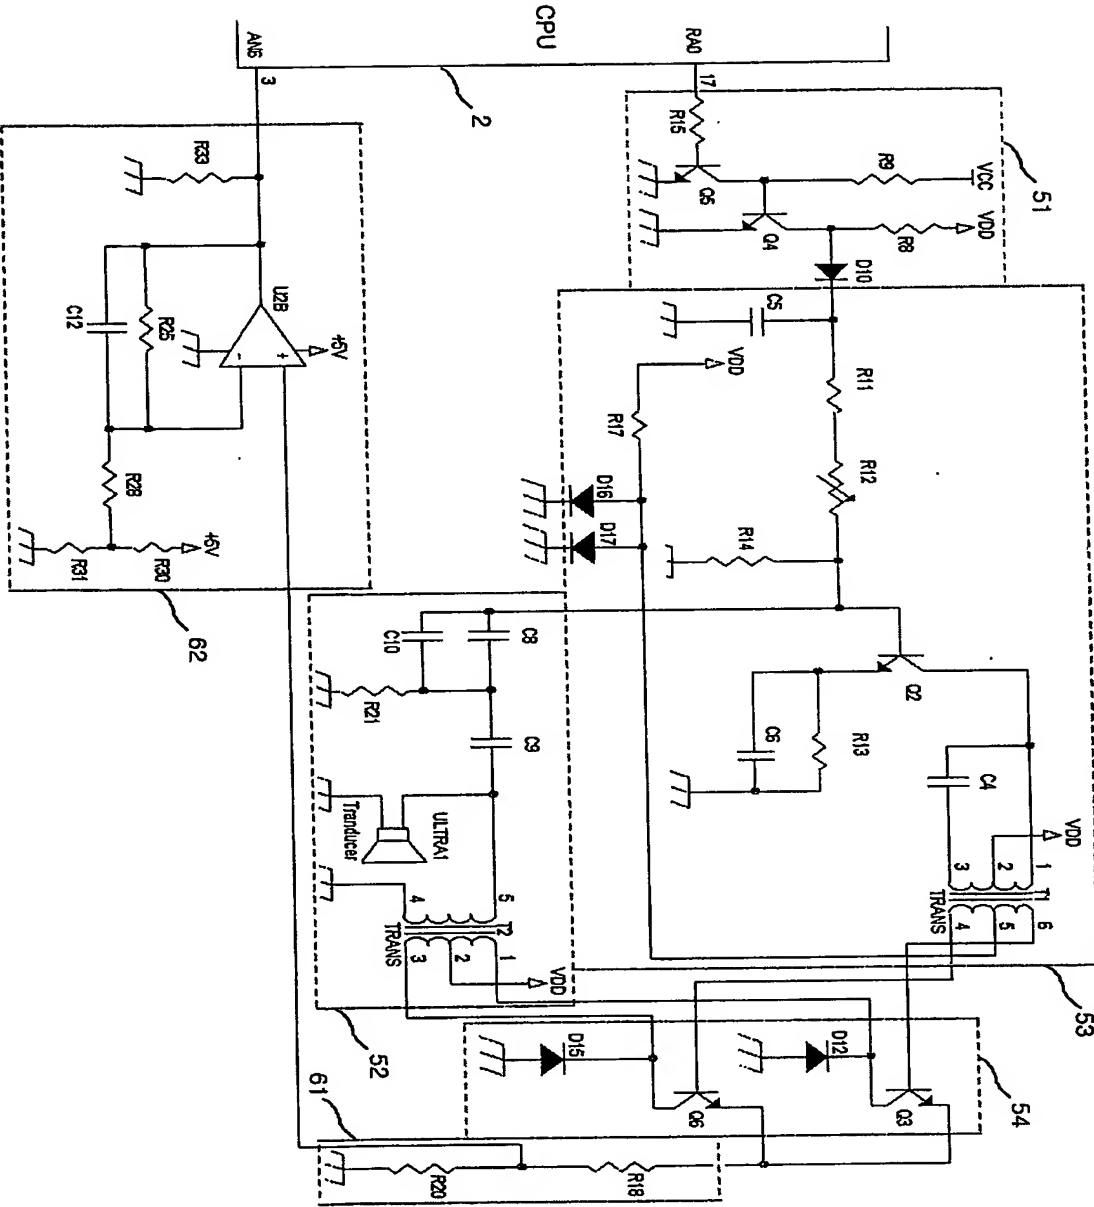 CPU
AN6
3
2
RA0
17
R15
Q5
R9
VCC
51
Q4
R8
VDD
D10
C5
R11
R12
R14
VDD
R17
D16
D17
Q2
R13
C6
C4
VDD
1
2
3
T1
TRANS
6
5
4
53
R33
U2B
+5V
-
+
R25
C12
R28
+5V
R30
R31
62
C8
C10
R21
C9
ULTRA1
Tranducer
5
4
T2
TRANS
1
2
3
VDD
52
D15
D12
Q6
Q3
54
61
R18
R20